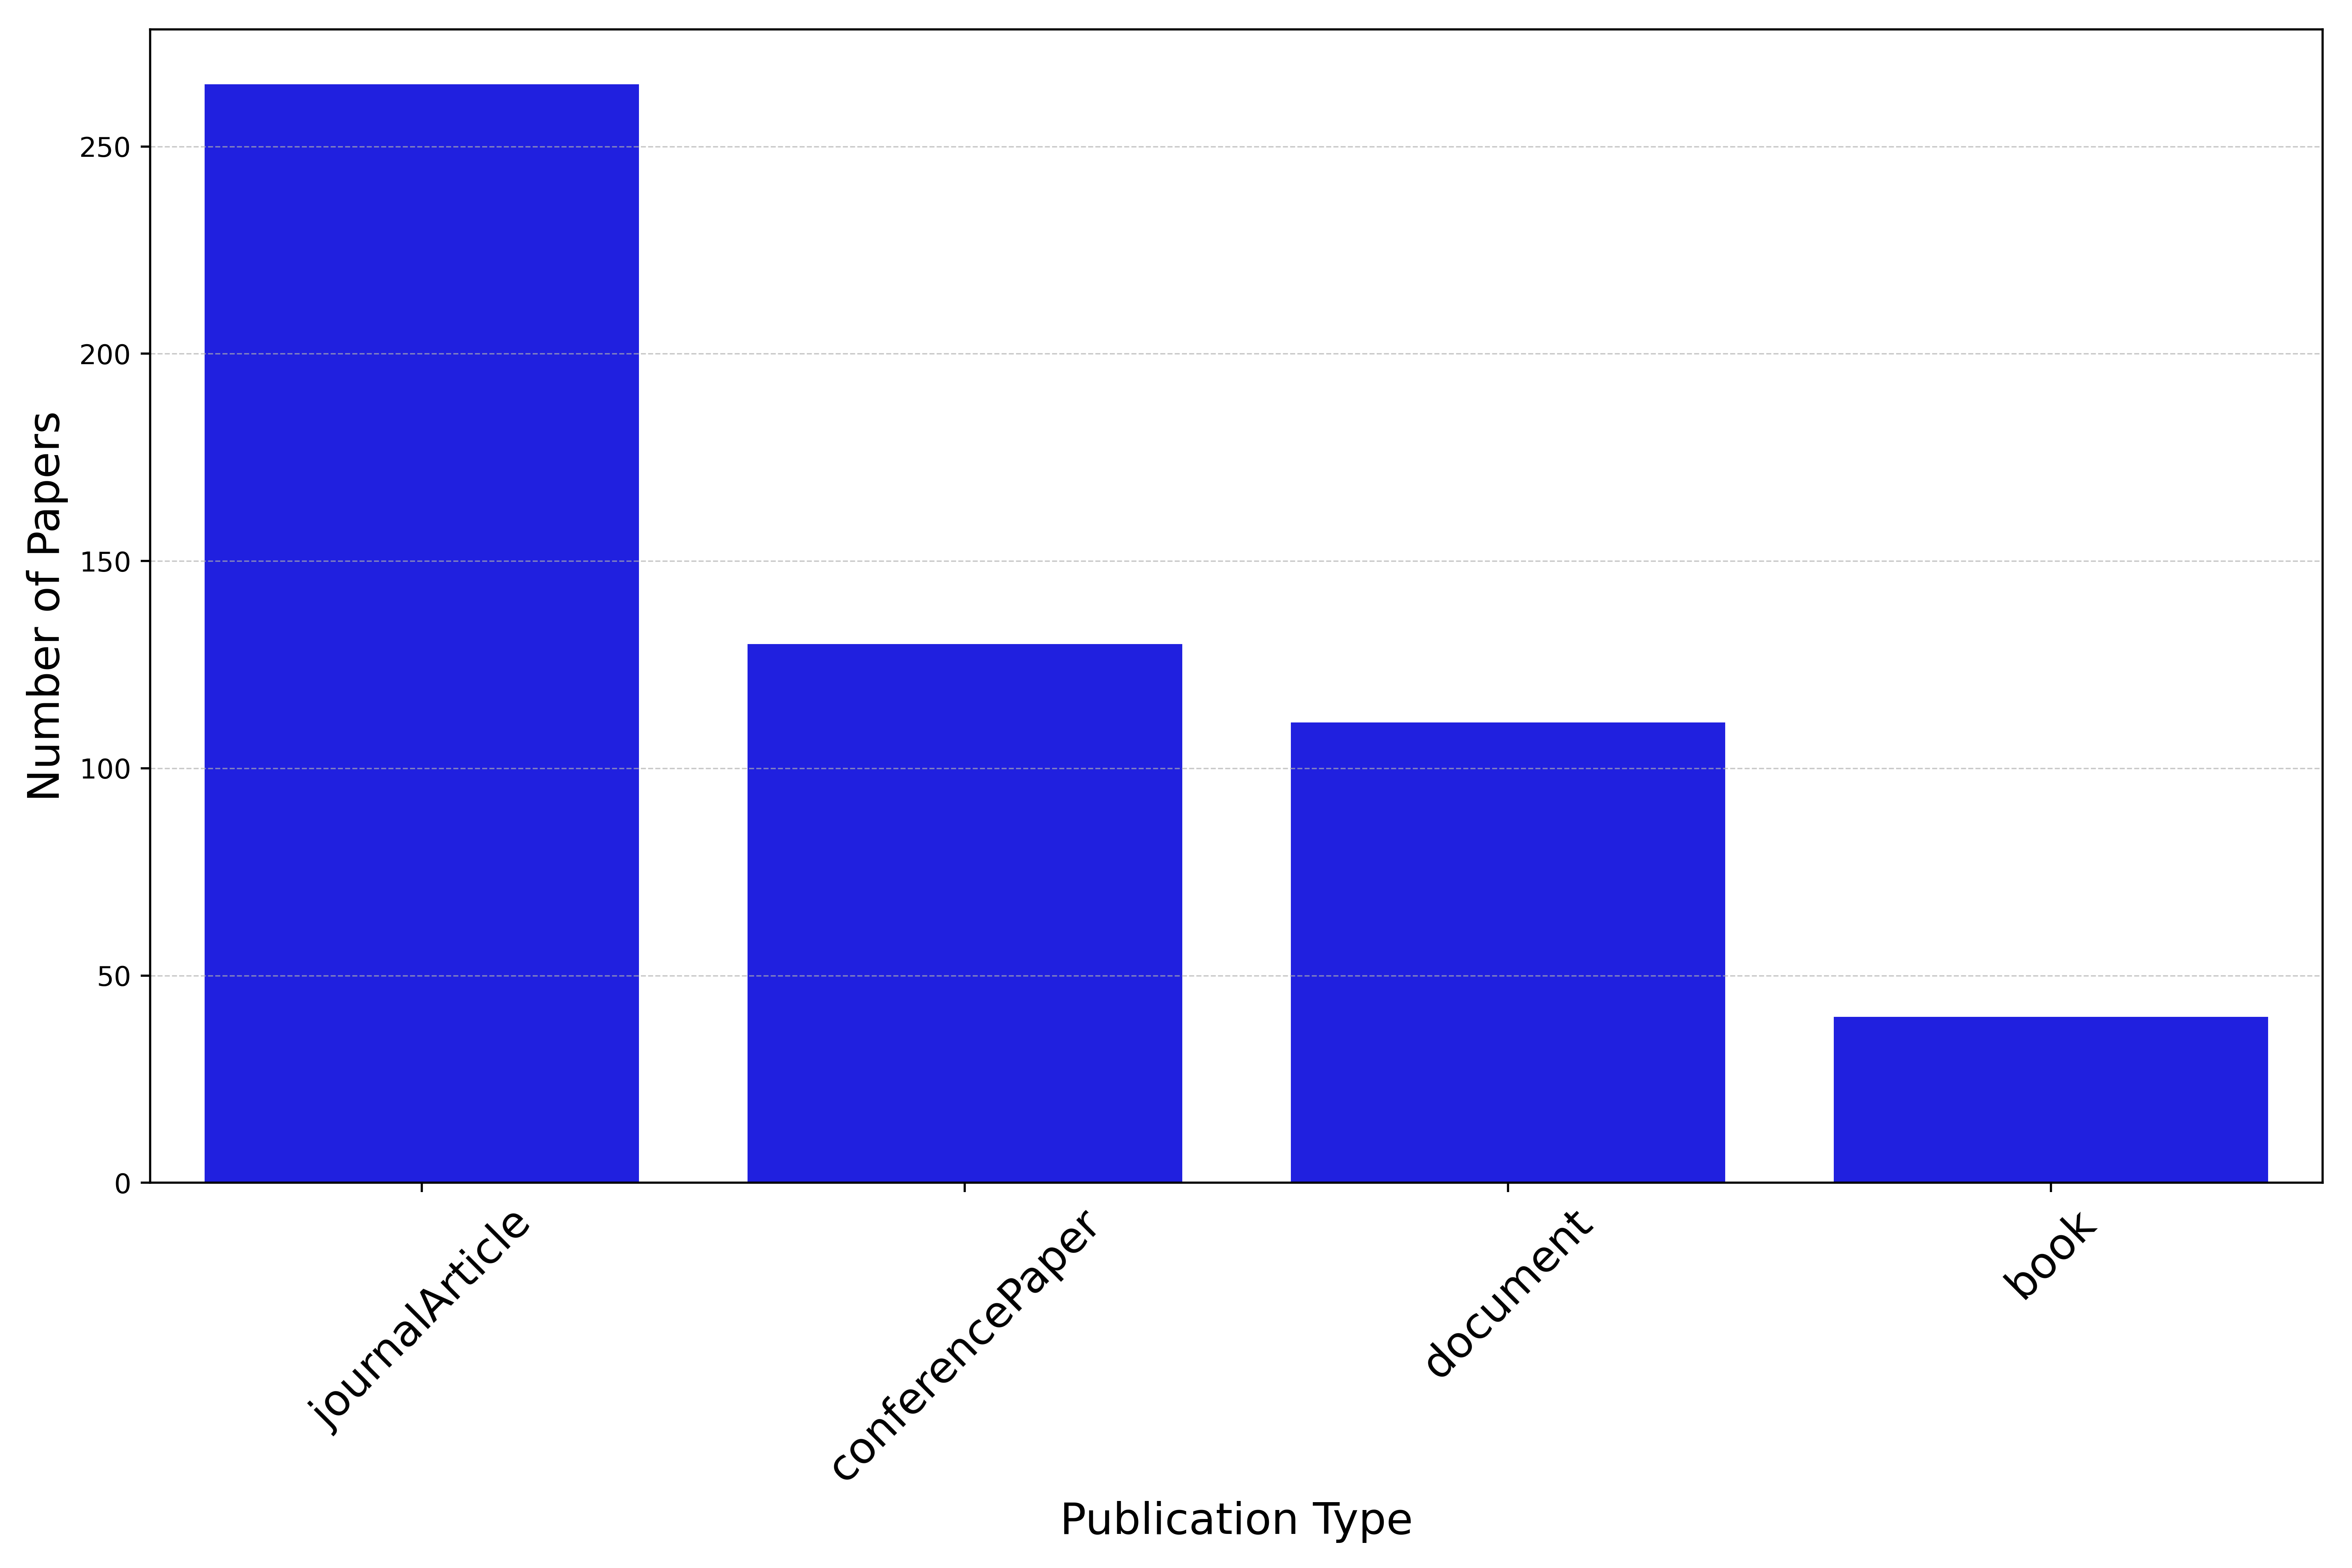 Number of Papers
250
200
150
100
50
0
journalArticle
conferencePaper
document
book
Publication Type